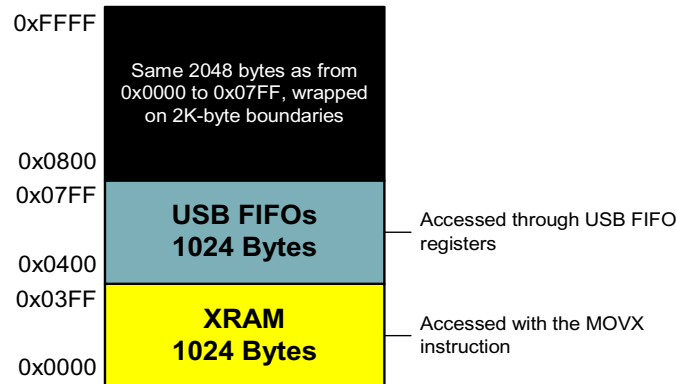 0xFFFF
Same 2048 bytes as from
0x0000 to 0x07FF, wrapped
on 2K-byte boundaries
0x0800
0x07FF
USB FIFOs
1024 Bytes
Accessed through USB FIFO
registers
0x0400
0x03FF
XRAM
1024 Bytes
Accessed with the MOVX
instruction
0x0000